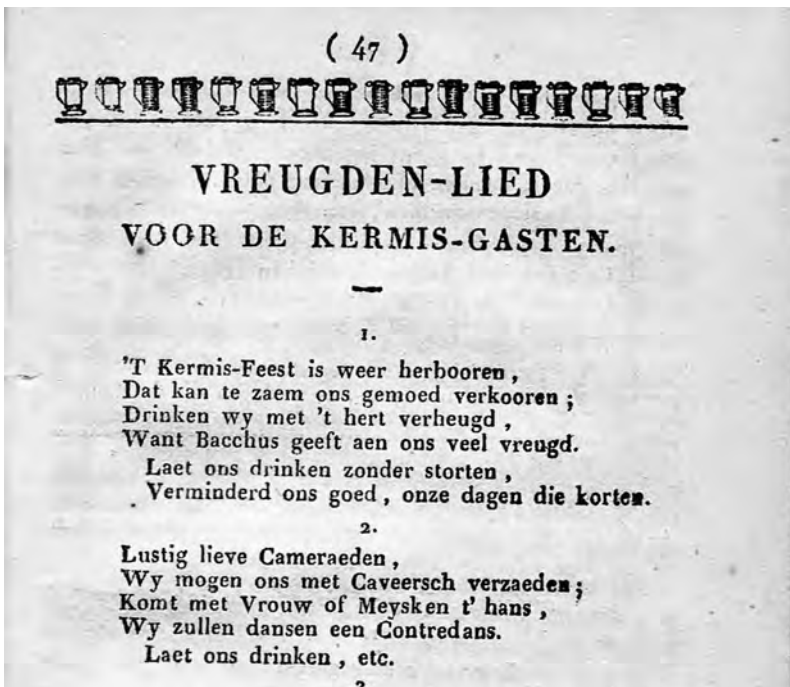 ( 47 )
VREUGDEN-LIED
VOOR DE KERMIS-GASTEN.
1.
'T Kermis-Feest is weer herbooren ,
Dat kan te zaem ons gemoed verkooren ;
Drinken wy met 't hert verheugd ,
Want Bacchus geeft aen ons veel vreugd.
Laet ons drinken zonder storten ,
Verminderd ons goed , onze dagen die korten.
2.
Lustig lieve Cameraeden ,
Wy mogen ons met Caveersch verzaeden ;
Komt met Vrouw of Meysken t' hans ,
Wy zullen dansen een Contredans.
Laet ons drinken , etc.